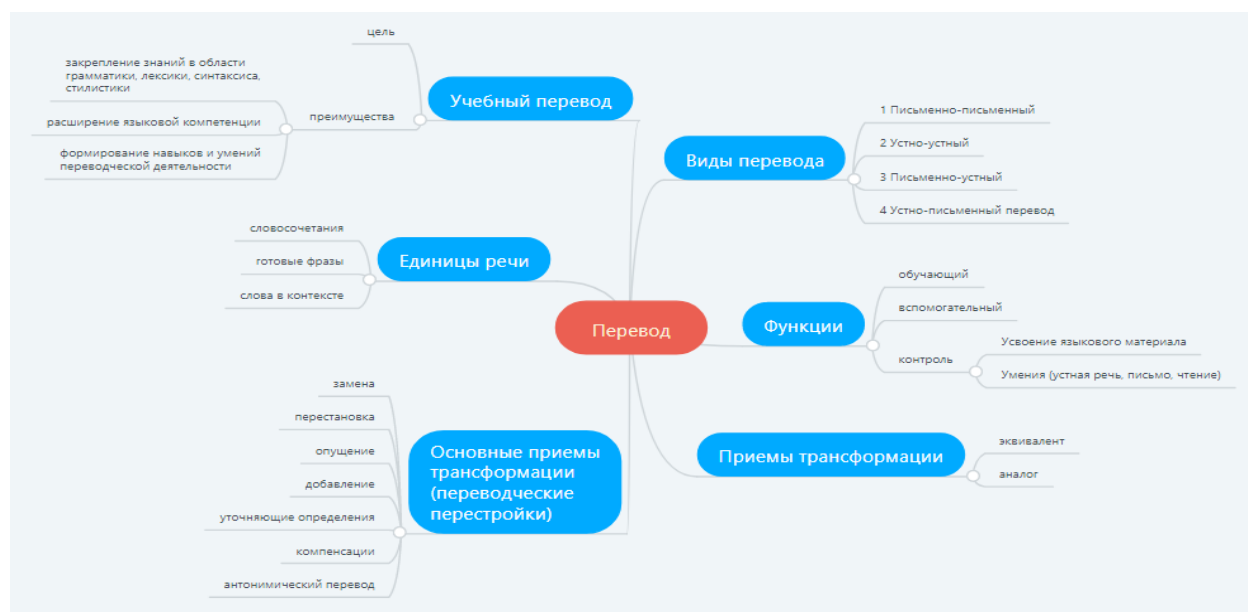 цель
закрепление знаний в области
грамматики, лексики, синтаксиса,
стилистики
Учебный перевод
преимущества
расширение языковой компетенции
формирование навыков и умений
переводческой деятельности
словосочетания
Единицы речи
готовые фразы
слова в контексте
Перевод
замена
перестановка
опущение
добавление
уточняющие определения
компенсации
антонимический перевод
Основные приемы
трансформации
(переводческие
перестройки)
Виды перевода
1 Письменно-письменный
2 Устно-устный
3 Письменно-устный
4 Устно-письменный перевод
Функции
обучающий
вспомогательный
контроль
Усвоение языкового материала
Умения (устная речь, письмо, чтение)
Приемы трансформации
эквивалент
аналог